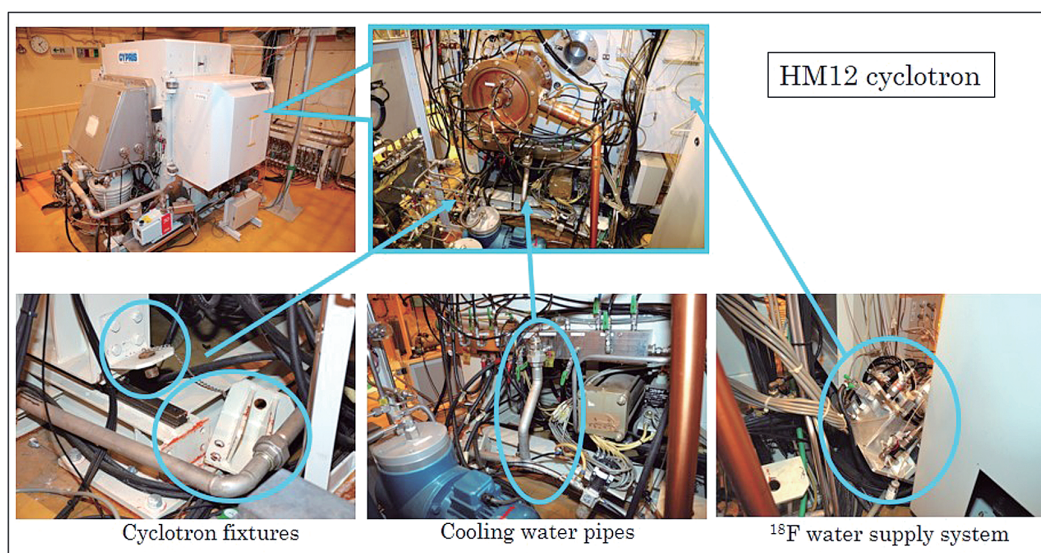 CYPRIS
HM12 cyclotron
Cyclotron fixtures
Cooling water pipes
¹⁸F water supply system